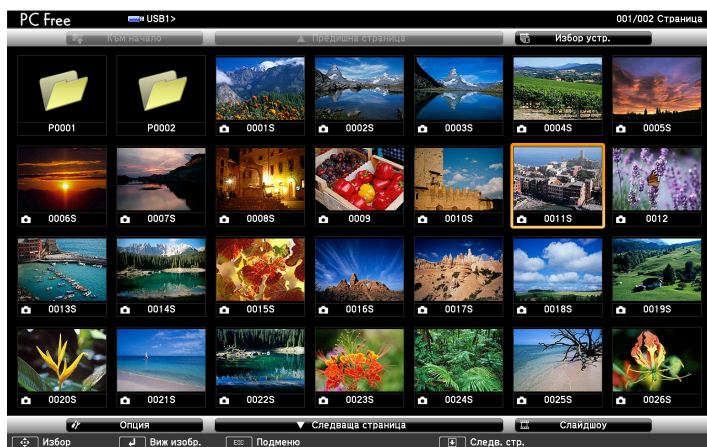 PC Free USB1> 001/002 Страница
Към начало Предишна страница Избор устр.
P0001 P0002 0001S 0002S 0003S 0004S 0005S
0006S 0007S 0008S 0009 0010S 0011S 0012
0013S 0014S 0015S 0016S 0017S 0018S 0019S
0020S 0021S 0022S 0023S 0024S 0025S 0026S
Опция Следваща страница Слайдшоу
Избор Виж изобр. ESC Подменю Следв. стр.